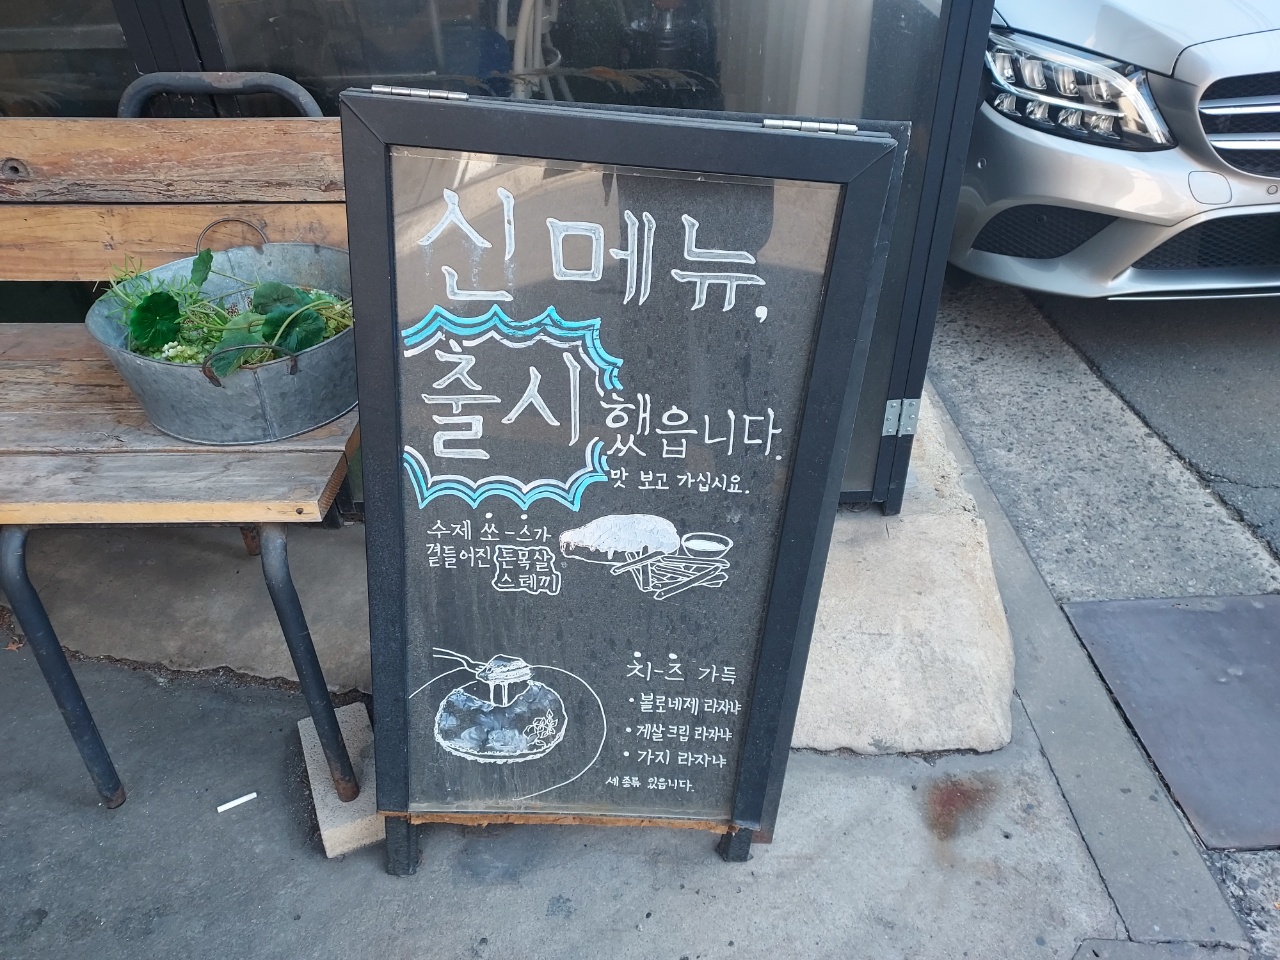 신메뉴,
출시했읍니다.
맛 보고 가십시요.
수제 쏘-스가
곁들어진 돈목살
스테끼
치-즈 가득
• 볼로네제 라자냐
• 게살크림 라자냐
• 가지 라자냐
세 종류 있읍니다.